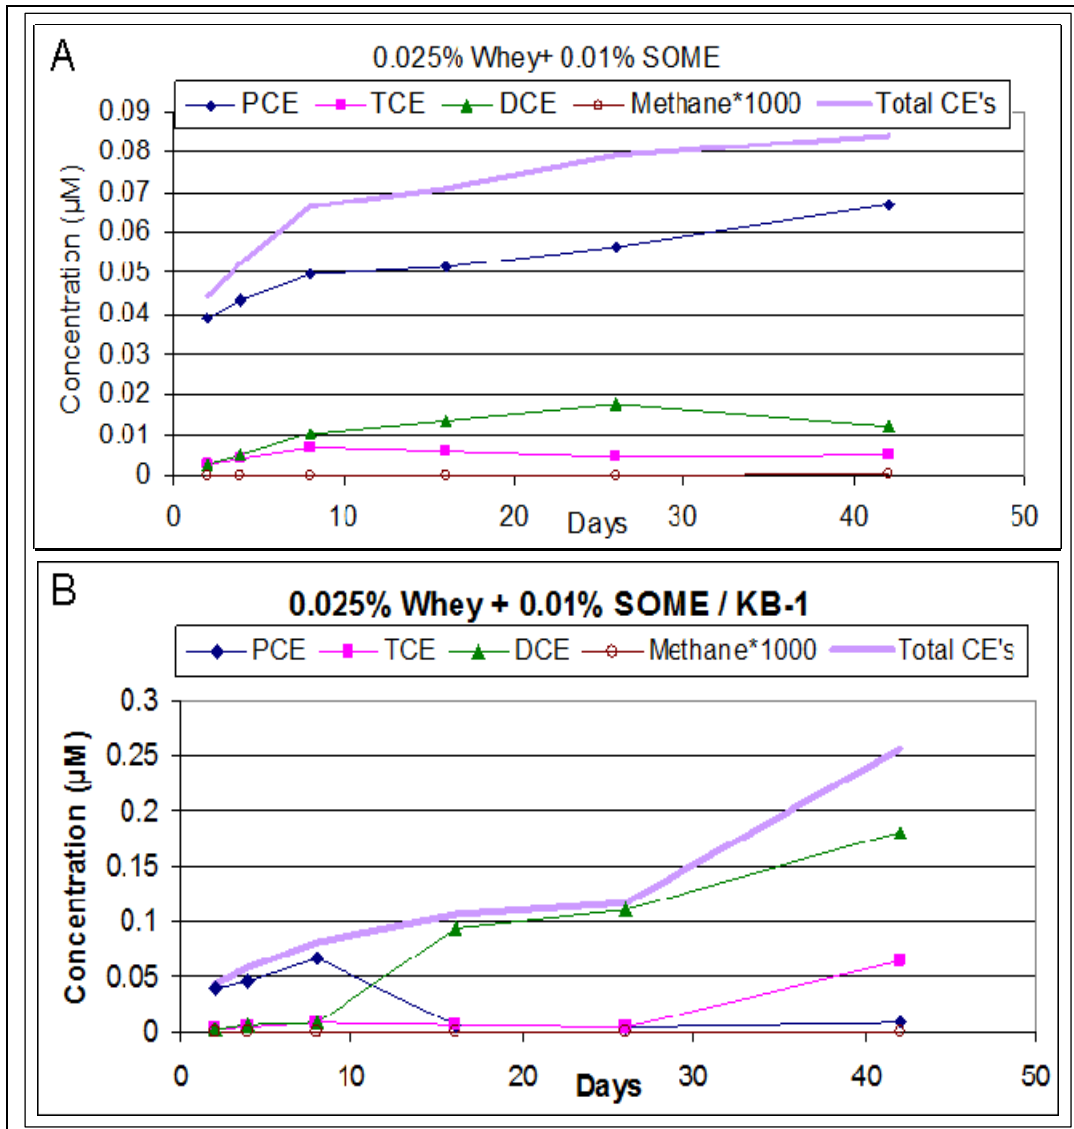 A
0.025% Whey+ 0.01% SOME
PCE TCE DCE Methane*1000 Total CE's
0.09
0.08
0.07
0.06
0.05
0.04
0.03
0.02
0.01
0
Concentration (µM)
0 10 20 30 40 50
Days
B
0.025% Whey + 0.01% SOME / KB-1
PCE TCE DCE Methane*1000 Total CE's
0.3
0.25
0.2
0.15
0.1
0.05
0
Concentration (µM)
0 10 20 30 40 50
Days